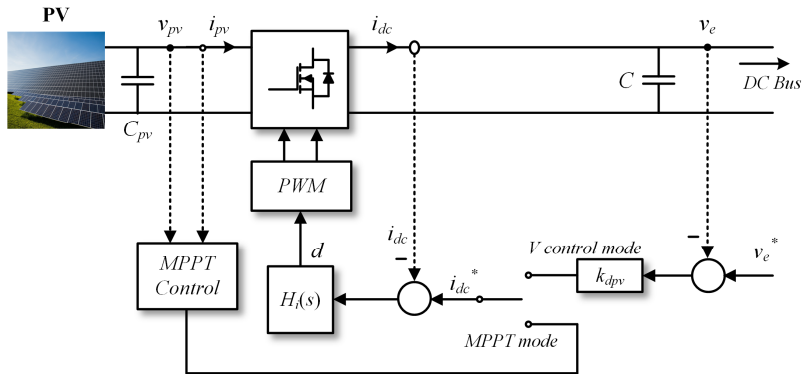 PV
v_pv
i_pv
i_dc
v_e
C_pv
C
DC Bus
PWM
i_dc
d
V control mode
v_e^*
MPPT
Control
H_i(s)
i_dc^*
k_dpv
MPPT mode